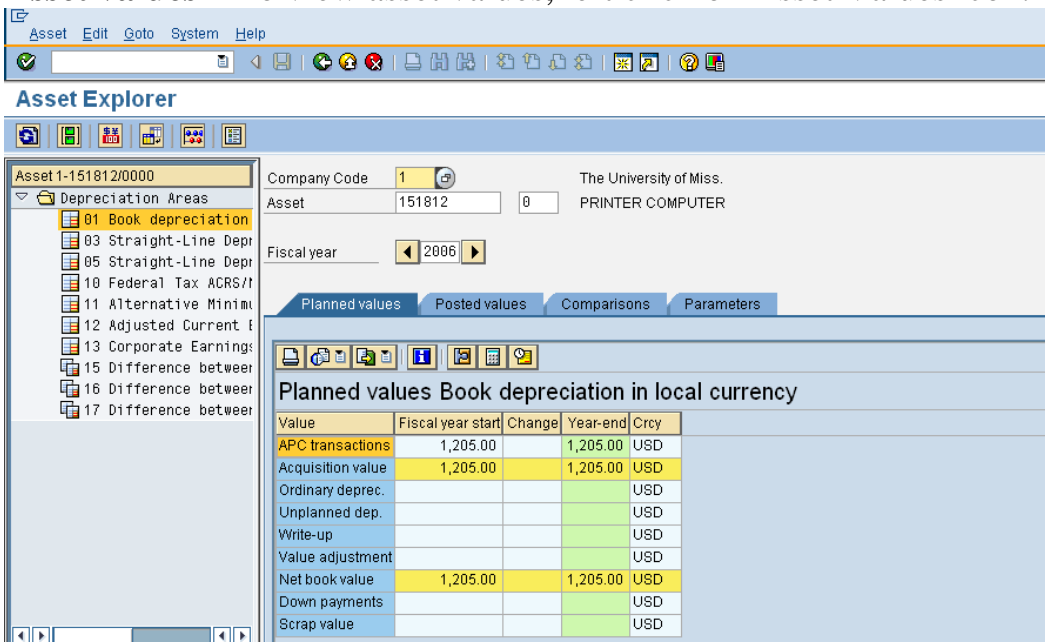 Asset Edit Goto System Help
Asset Explorer
Asset 1-151812/0000
Depreciation Areas
01 Book depreciation
03 Straight-Line Depr
05 Straight-Line Depr
10 Federal Tax ACRS/M
11 Alternative Minimu
12 Adjusted Current E
13 Corporate Earnings
15 Difference between
16 Difference between
17 Difference between
Company Code 1 The University of Miss.
Asset 151812 0 PRINTER COMPUTER
Fiscal year 2006
Planned values Posted values Comparisons Parameters
Planned values Book depreciation in local currency
Value Fiscal year start Change Year-end Crcy
APC transactions 1,205.00 1,205.00 USD
Acquisition value 1,205.00 1,205.00 USD
Ordinary deprec. USD
Unplanned dep. USD
Write-up USD
Value adjustment USD
Net book value 1,205.00 1,205.00 USD
Down payments USD
Scrap value USD